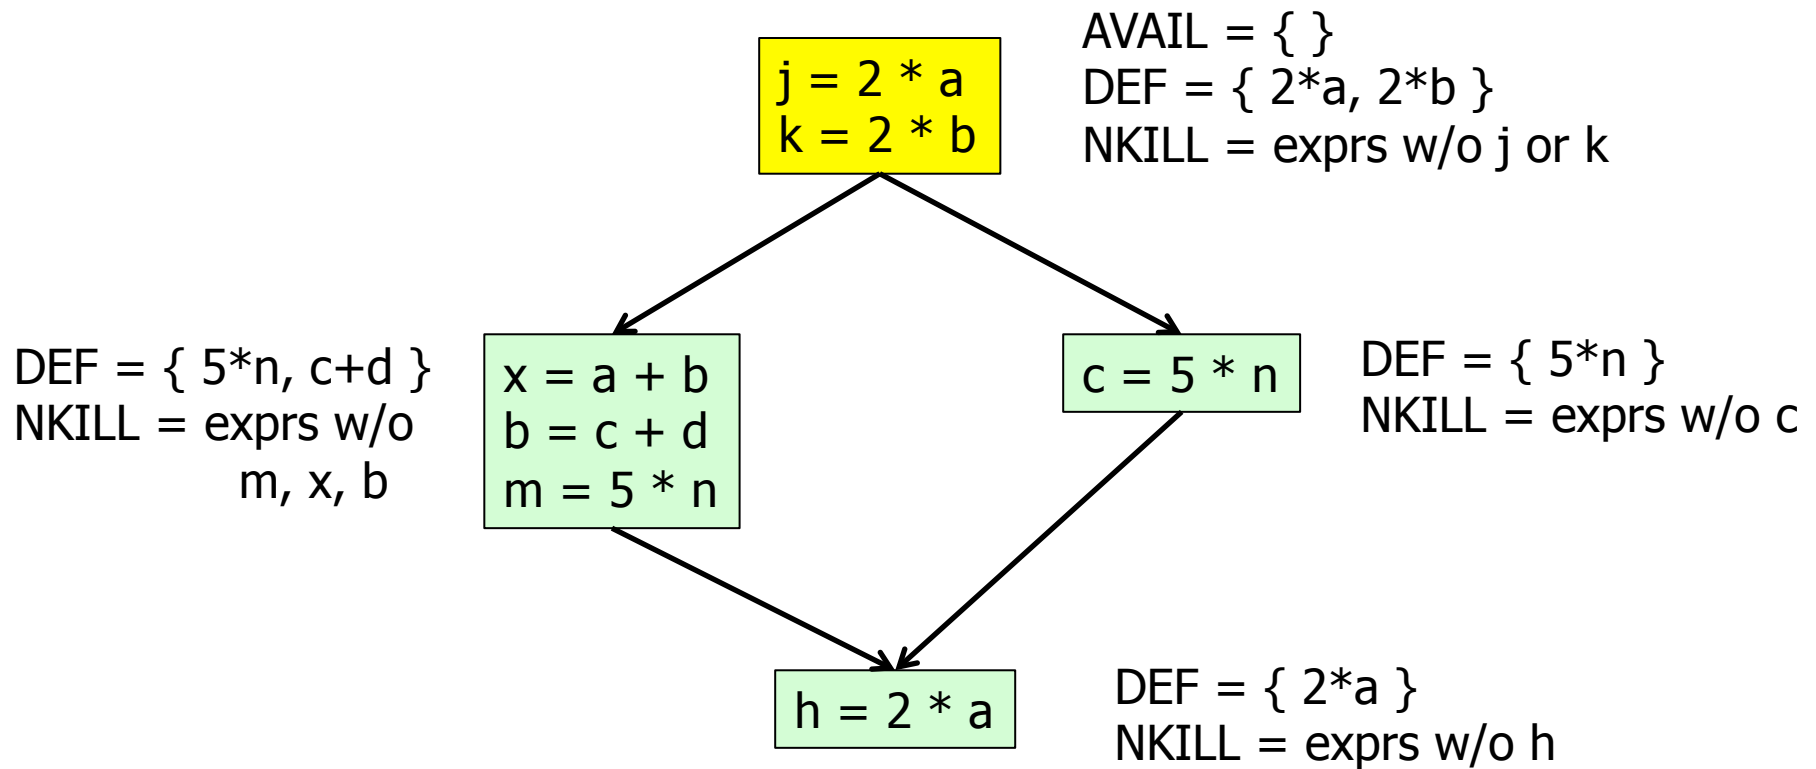 AVAIL = { }
DEF = { 2*a, 2*b }
NKILL = exprs w/o j or k
j = 2 * a
k = 2 * b
DEF = { 5*n, c+d }
NKILL = exprs w/o
m, x, b
x = a + b
b = c + d
m = 5 * n
c = 5 * n
DEF = { 5*n }
NKILL = exprs w/o c
h = 2 * a
DEF = { 2*a }
NKILL = exprs w/o h